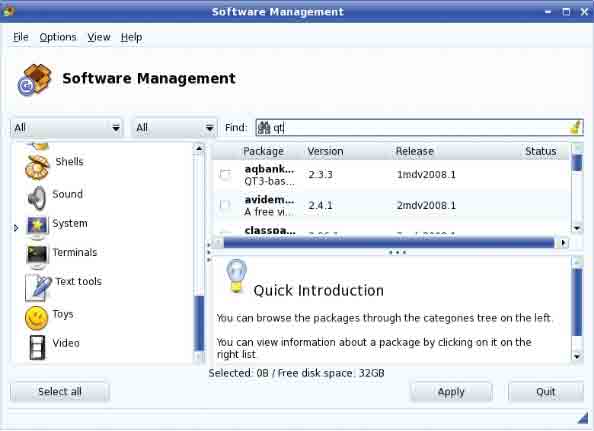 Software Management
File Options View Help
Software Management
All All Find: qt
Package Version Release Status
Shells
aqbank... 2.3.3 1mdv2008.1
QT3-bas...
Sound
avidem... 2.4.1 2mdv2008.1
A free vi...
System
classpa...
Terminals
Text tools
Toys
Video
Quick Introduction
You can browse the packages through the categories tree on the left.
You can view information about a package by clicking on it on the
right list.
Selected: 0B / Free disk space: 32GB
Select all Apply Quit